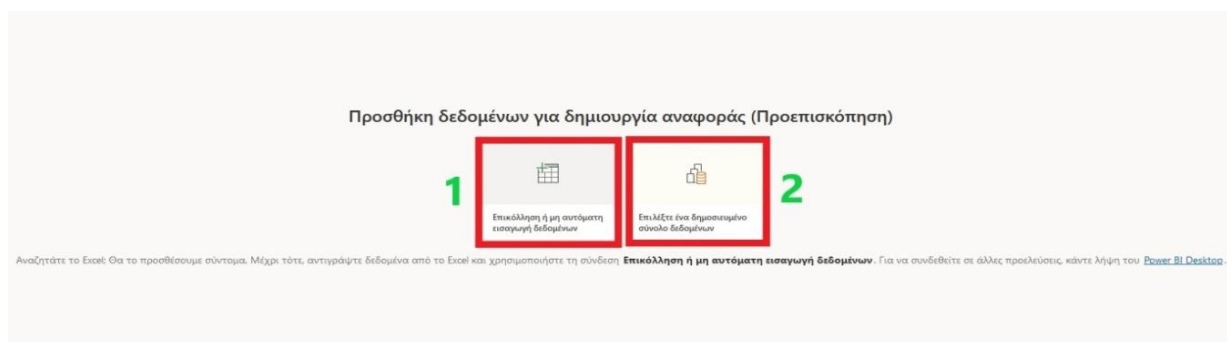 Προσθήκη δεδομένων για δημιουργία αναφοράς (Προεπισκόπηση)
1
Επικόλληση ή μη αυτόματη
εισαγωγή δεδομένων
Επιλέξτε ένα δημοσιευμένο
σύνολο δεδομένων
2
Αναζητάτε το Excel; Θα το προσθέσουμε σύντομα. Μέχρι τότε, αντιγράψτε δεδομένα από το Excel και χρησιμοποιήστε τη σύνδεση Επικόλληση ή μη αυτόματη εισαγωγή δεδομένων. Για να συνδεθείτε σε άλλες προελεύσεις, κάντε λήψη του Power BI Desktop.